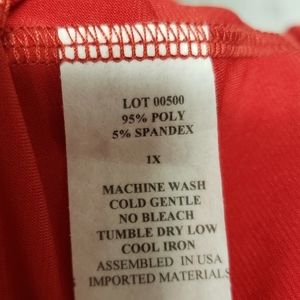 LOT 00500
95% POLY
5% SPANDEX
1X
MACHINE WASH
COLD GENTLE
NO BLEACH
TUMBLE DRY LOW
COOL IRON
ASSEMBLED IN USA
IMPORTED MATERIALS